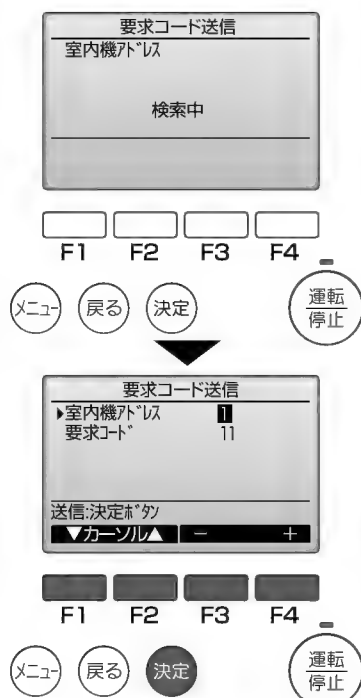 要求コード送信
室内機アドレス
検索中
F1 F2 F3 F4
メニュー 戻る 決定 運転
停止
要求コード送信
▶室内機アドレス 1
要求コード 11
送信:決定ボタン
▼カーソル▲ － ＋
F1 F2 F3 F4
メニュー 戻る 決定 運転
停止